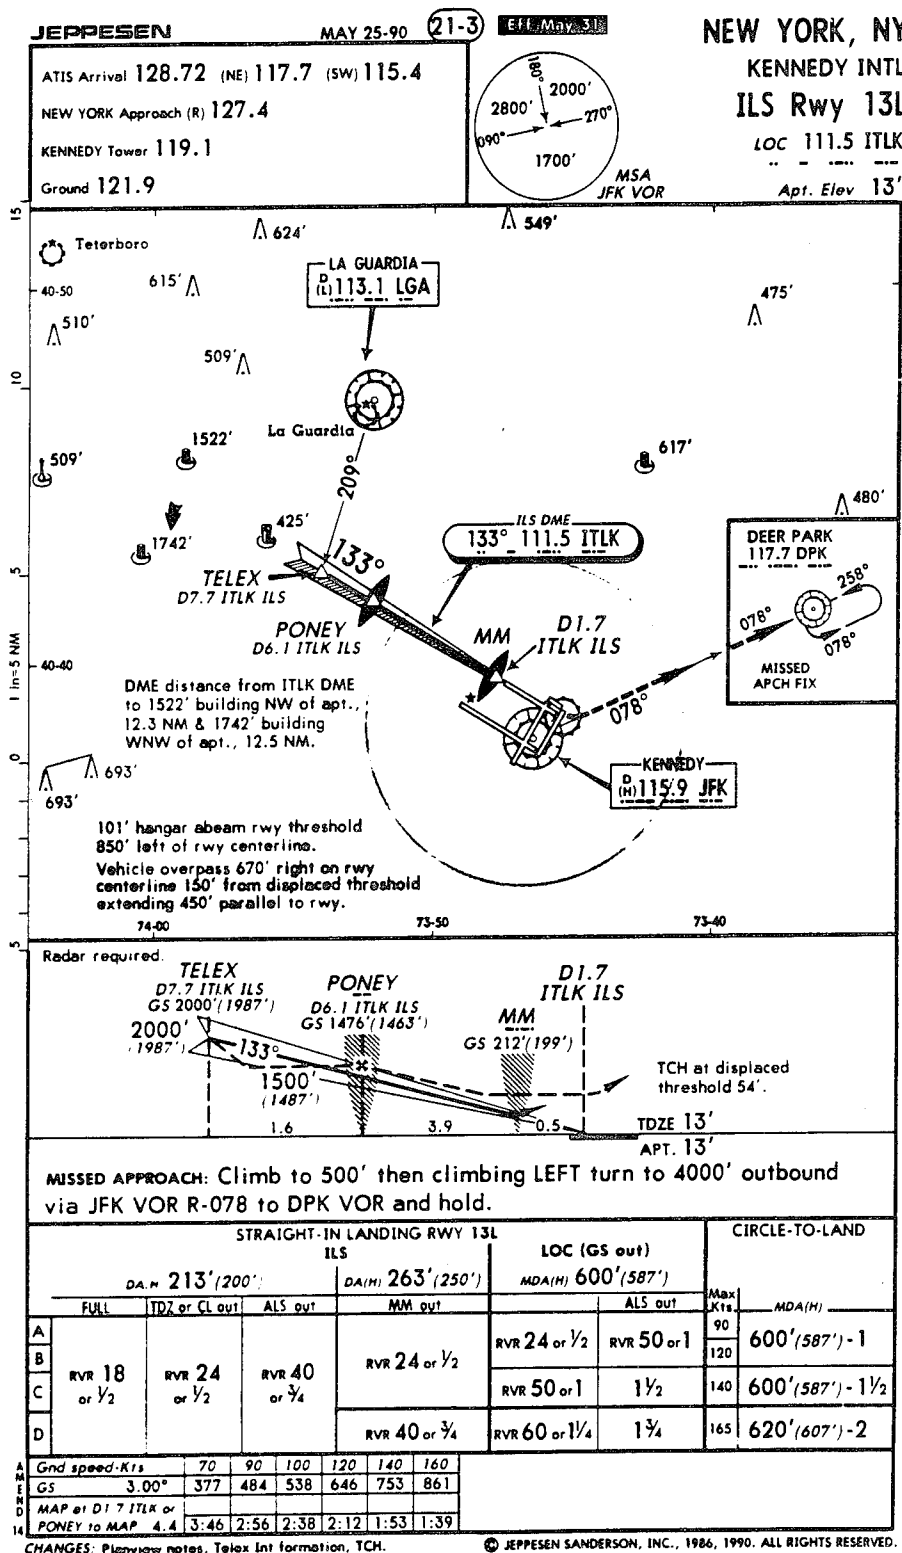 JEPPESEN MAY 25-90 21-3 EFF May 31
NEW YORK, NY
KENNEDY INTL
ILS Rwy 13L
LOC 111.5 ITLK
Apt. Elev 13'
ATIS Arrival 128.72 (NE) 117.7 (SW) 115.4
NEW YORK Approach (R) 127.4
KENNEDY Tower 119.1
Ground 121.9
180°
2000'
2800'
270°
090°
1700'
MSA
JFK VOR
15
Teterboro
624'
549'
LA GUARDIA
D
(L) 113.1 LGA
615'
40-50
475'
510'
509'
10
La Guardia
1522'
617'
509'
209°
480'
425'
ILS DME
133° 111.5 ITLK
1742'
133°
DEER PARK
117.7 DPK
258°
078°
078°
MISSED
APCH FIX
5
TELEX
D7.7 ITLK ILS
PONEY
D6.1 ITLK ILS
MM
D1.7
ITLK ILS
40-40
1 in=5 NM
DME distance from ITLK DME
to 1522' building NW of apt.,
12.3 NM & 1742' building
WNW of apt., 12.5 NM.
078°
0
KENNEDY
D
(H) 115.9 JFK
693'
693'
101' hangar abeam rwy threshold
850' left of rwy centerline.
Vehicle overpass 670' right on rwy
centerline 150' from displaced threshold
extending 450' parallel to rwy.
74-00 73-50 73-40
5
Radar required.
TELEX
D7.7 ITLK ILS
GS 2000'(1987')
PONEY
D6.1 ITLK ILS
GS 1476'(1463')
D1.7
ITLK ILS
MM
GS 212'(199')
2000'
(1987')
133°
1500'
(1487')
TCH at displaced
threshold 54'.
1.6 3.9 0.5 TDZE 13'
APT. 13'
MISSED APPROACH: Climb to 500' then climbing LEFT turn to 4000' outbound
via JFK VOR R-078 to DPK VOR and hold.
STRAIGHT-IN LANDING RWY 13L CIRCLE-TO-LAND
ILS LOC (GS out)
DA(H) 213'(200') DA(H) 263'(250') MDA(H) 600'(587')
FULL TDZ or CL out ALS out MM out ALS out Max Kts. MDA(H)
A
B
C
D
RVR 18 or ½
RVR 24 or ½
RVR 40 or ¾
RVR 24 or ½
RVR 40 or ¾
RVR 24 or ½ RVR 50 or 1
RVR 50 or 1 1½
RVR 60 or 1¼ 1¾
90
120 600'(587')-1
140 600'(587')-1½
165 620'(607')-2
AMEND 14
Gnd speed-Kts 70 90 100 120 140 160
GS 3.00° 377 484 538 646 753 861
MAP at D1.7 ITLK or
PONEY to MAP 4.4 3:46 2:56 2:38 2:12 1:53 1:39
CHANGES: Planview notes, Telex Int formation, TCH. © JEPPESEN SANDERSON, INC., 1986, 1990. ALL RIGHTS RESERVED.